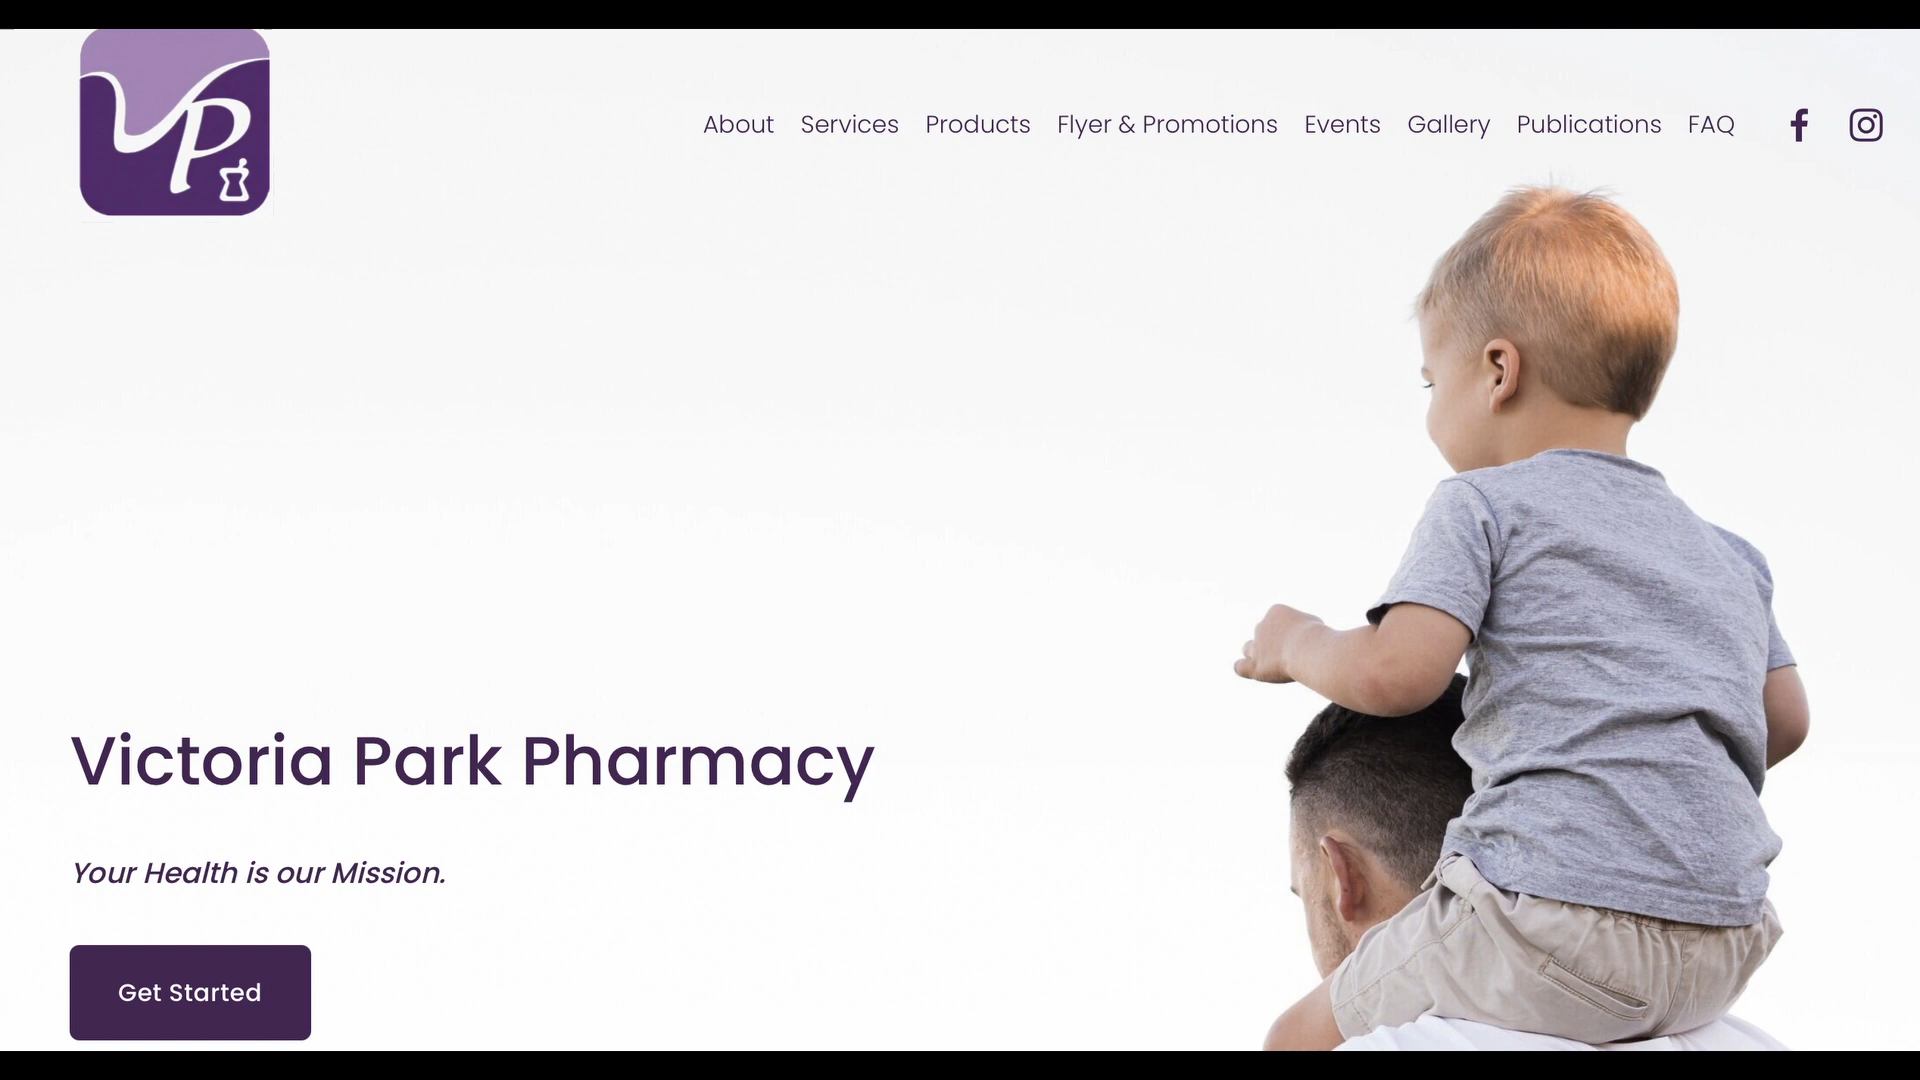 VP
About Services Products Flyer & Promotions Events Gallery Publications FAQ
Victoria Park Pharmacy
Your Health is our Mission.
Get Started